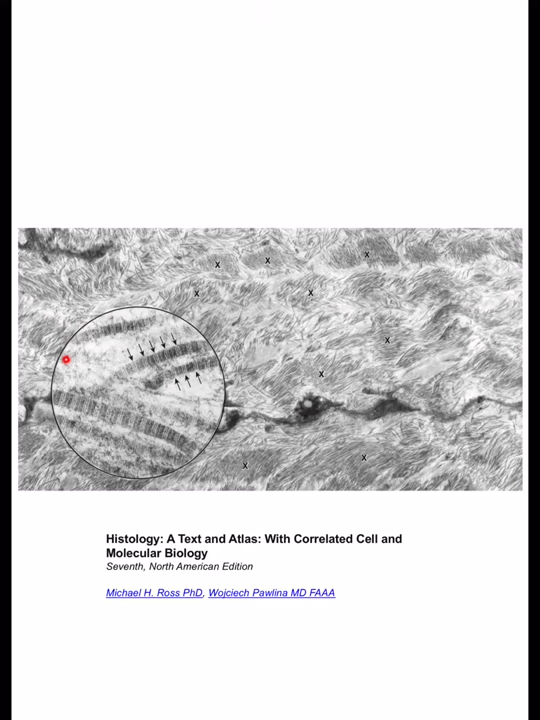 x x x
x x
x
x
x x
Histology: A Text and Atlas: With Correlated Cell and
Molecular Biology
Seventh, North American Edition
Michael H. Ross PhD, Wojciech Pawlina MD FAAA